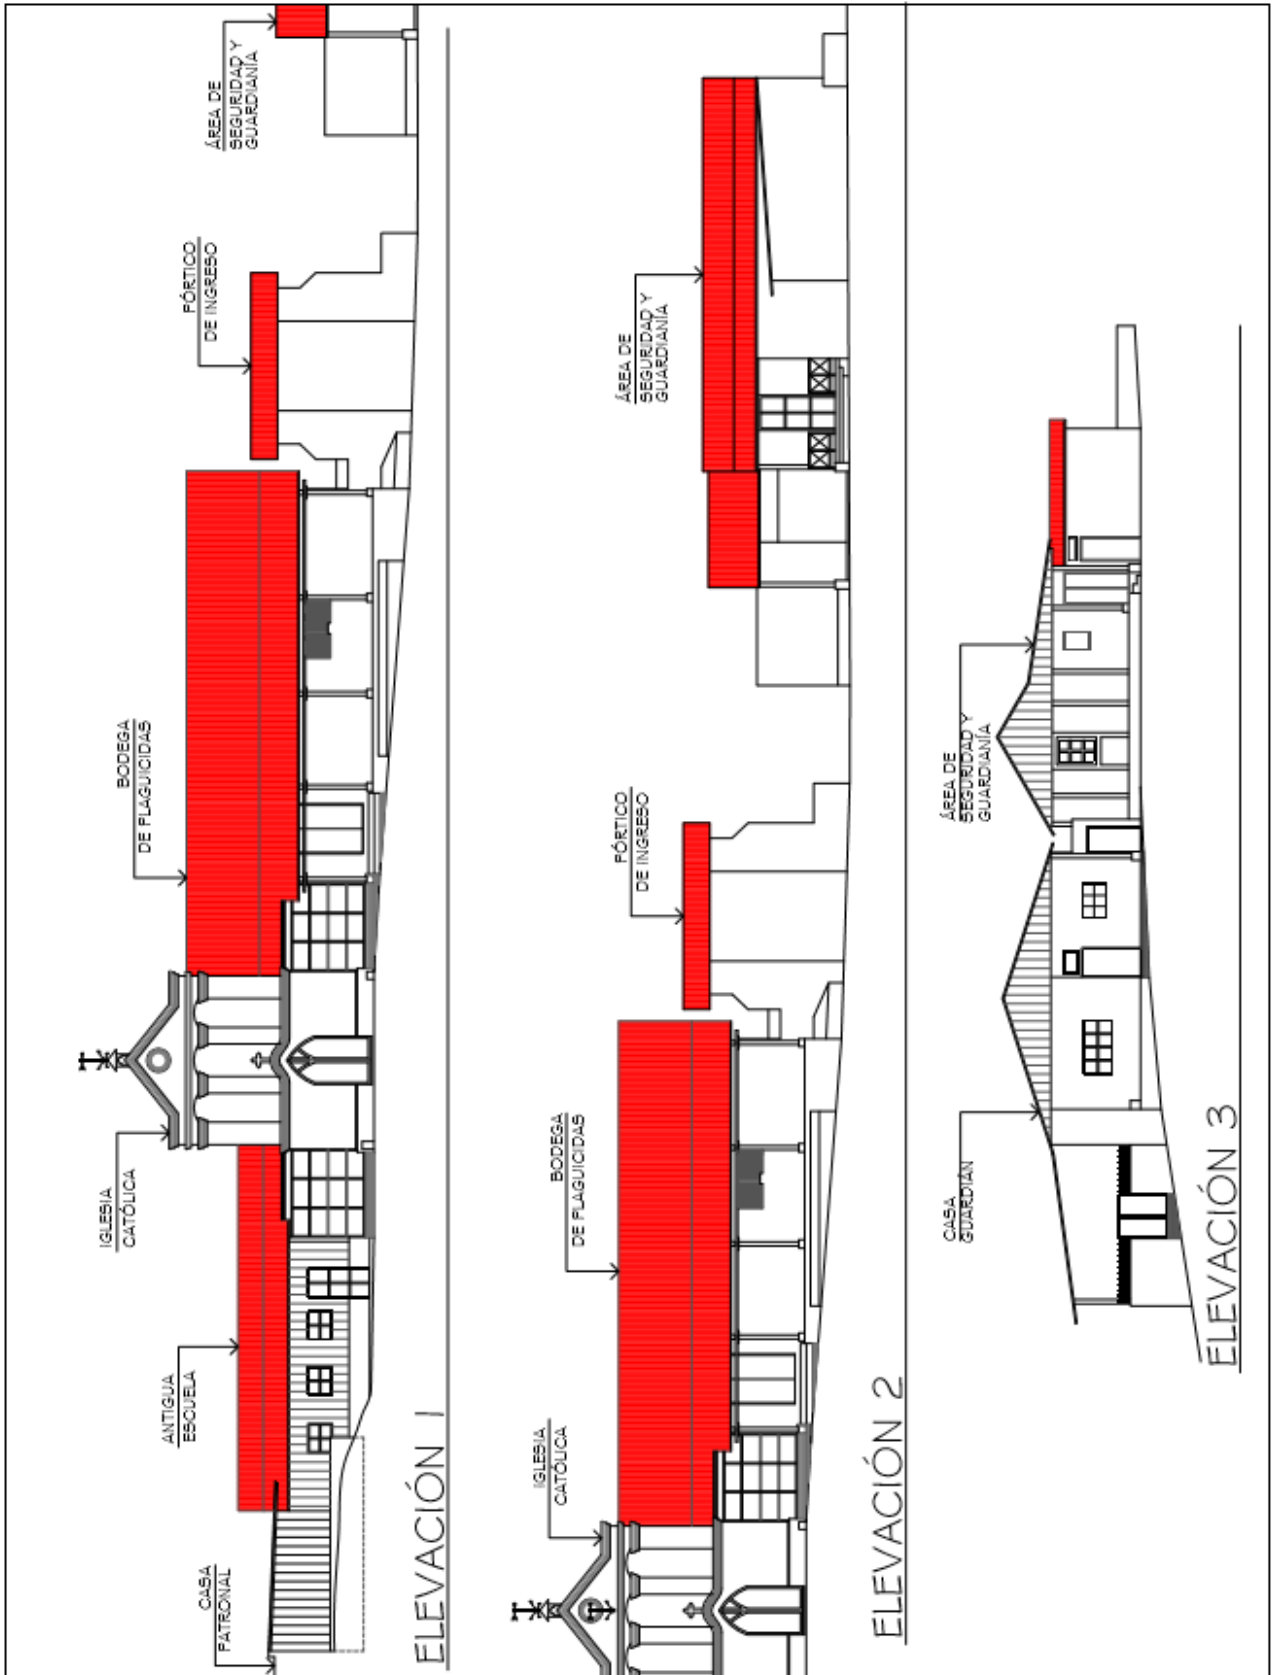 CASA
PATRONAL
ANTIGUA
ESCUELA
IGLESIA
CATÓLICA
BODEGA
DE PLAGUICIDAS
PÓRTICO
DE INGRESO
ÁREA DE
SEGURIDAD Y
GUARDIANÍA
ELEVACIÓN 1
IGLESIA
CATÓLICA
BODEGA
DE PLAGUICIDAS
PÓRTICO
DE INGRESO
ÁREA DE
SEGURIDAD Y
GUARDIANÍA
ELEVACIÓN 2
CASA
GUARDIÁN
ÁREA DE
SEGURIDAD Y
GUARDIANÍA
ELEVACIÓN 3